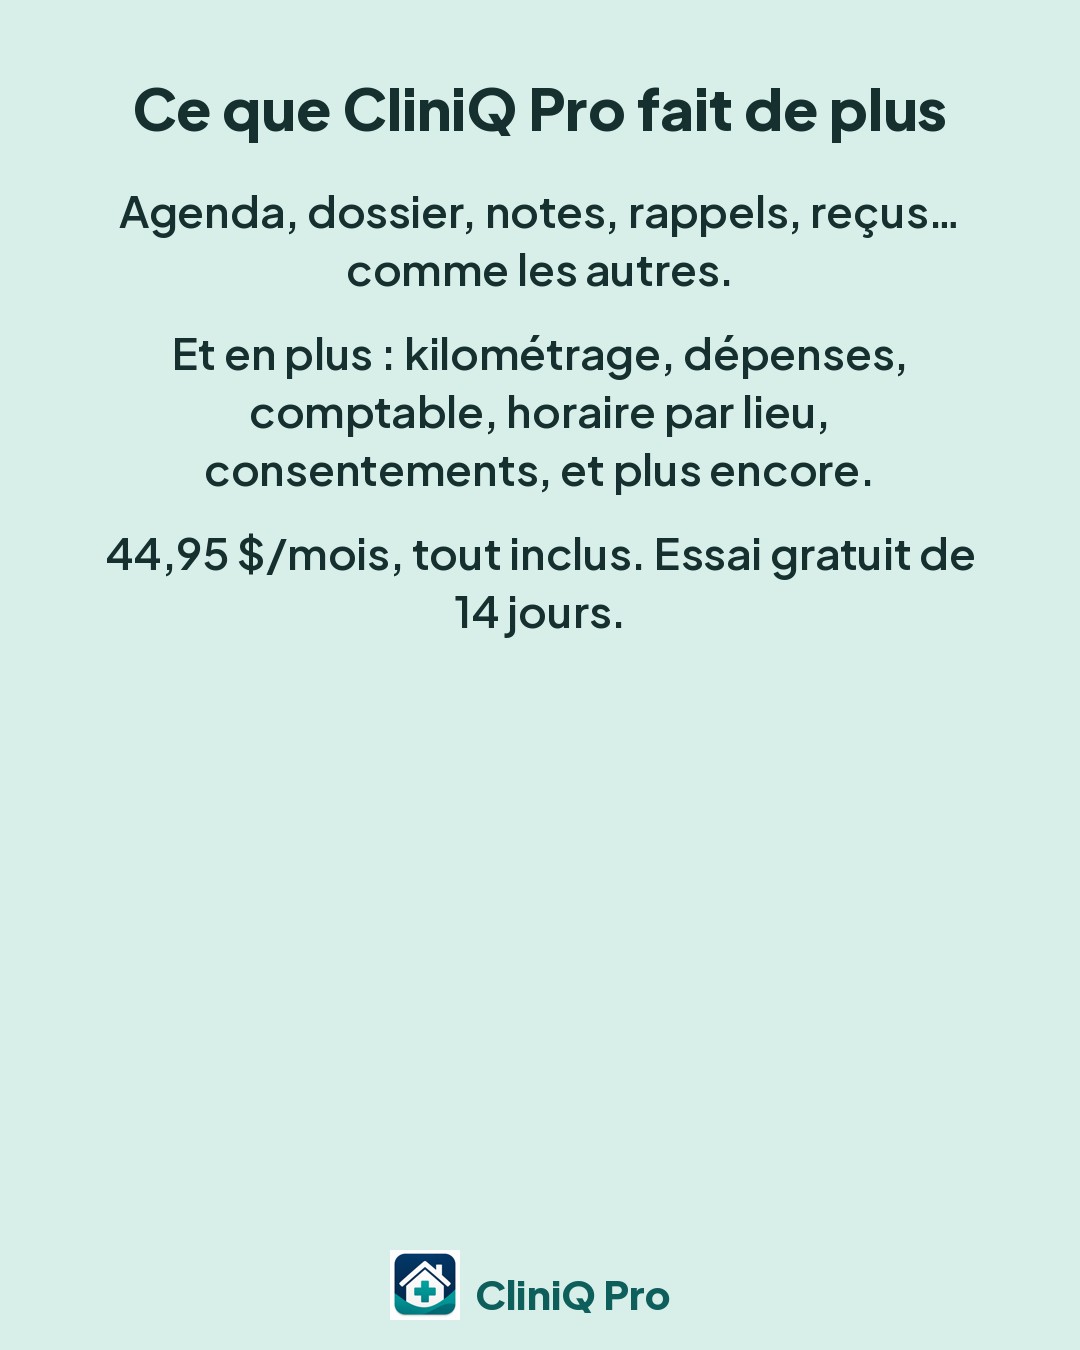 Ce que CliniQ Pro fait de plus
Agenda, dossier, notes, rappels, reçus…
comme les autres.
Et en plus : kilométrage, dépenses,
comptable, horaire par lieu,
consentements, et plus encore.
44,95 $/mois, tout inclus. Essai gratuit de
14 jours.
CliniQ Pro